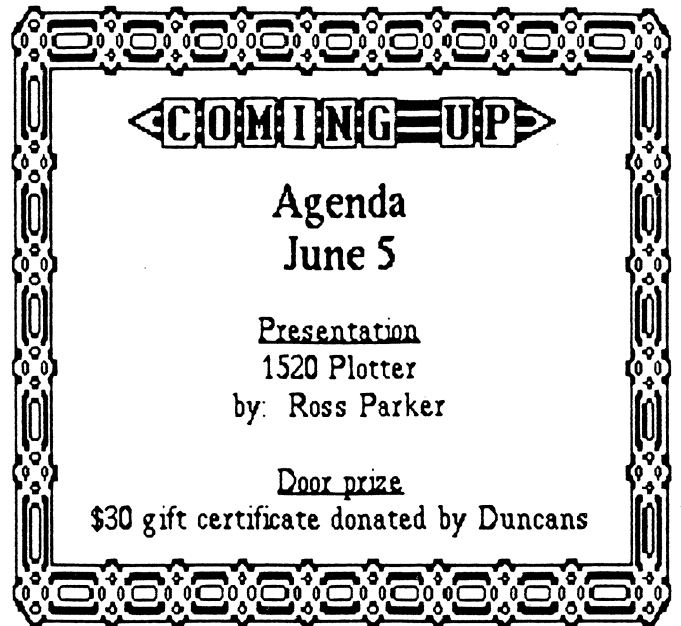 COMING UP
Agenda
June 5
Presentation
1520 Plotter
by: Ross Parker
Door prize
$30 gift certificate donated by Duncans